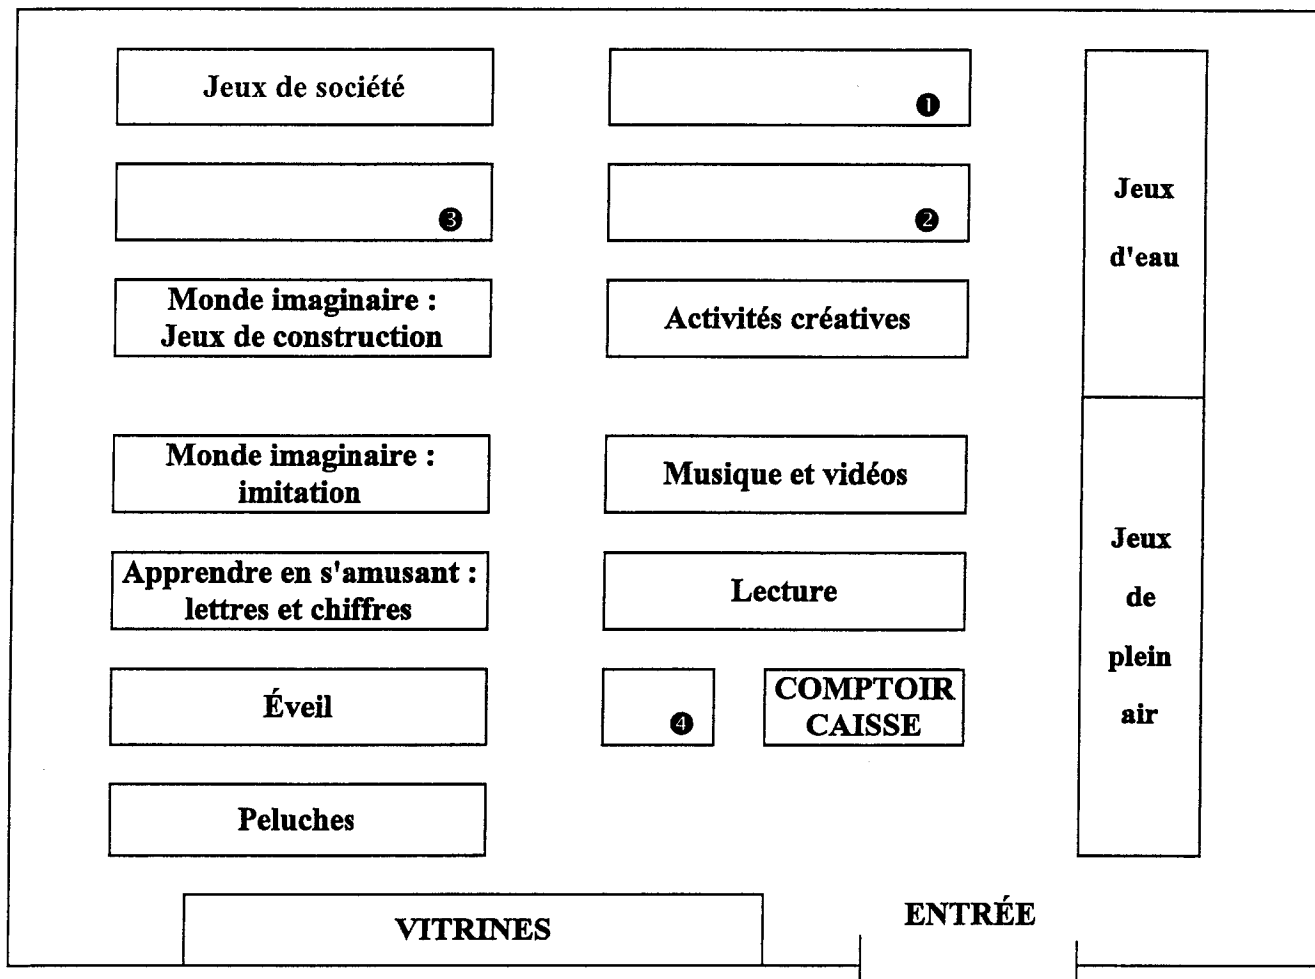 Jeux de société
❶
❸
❷
Monde imaginaire :
Jeux de construction
Activités créatives
Jeux
d'eau
Monde imaginaire :
imitation
Musique et vidéos
Apprendre en s'amusant :
lettres et chiffres
Lecture
Éveil
❹
COMPTOIR
CAISSE
Peluches
Jeux
de
plein
air
VITRINES
ENTRÉE